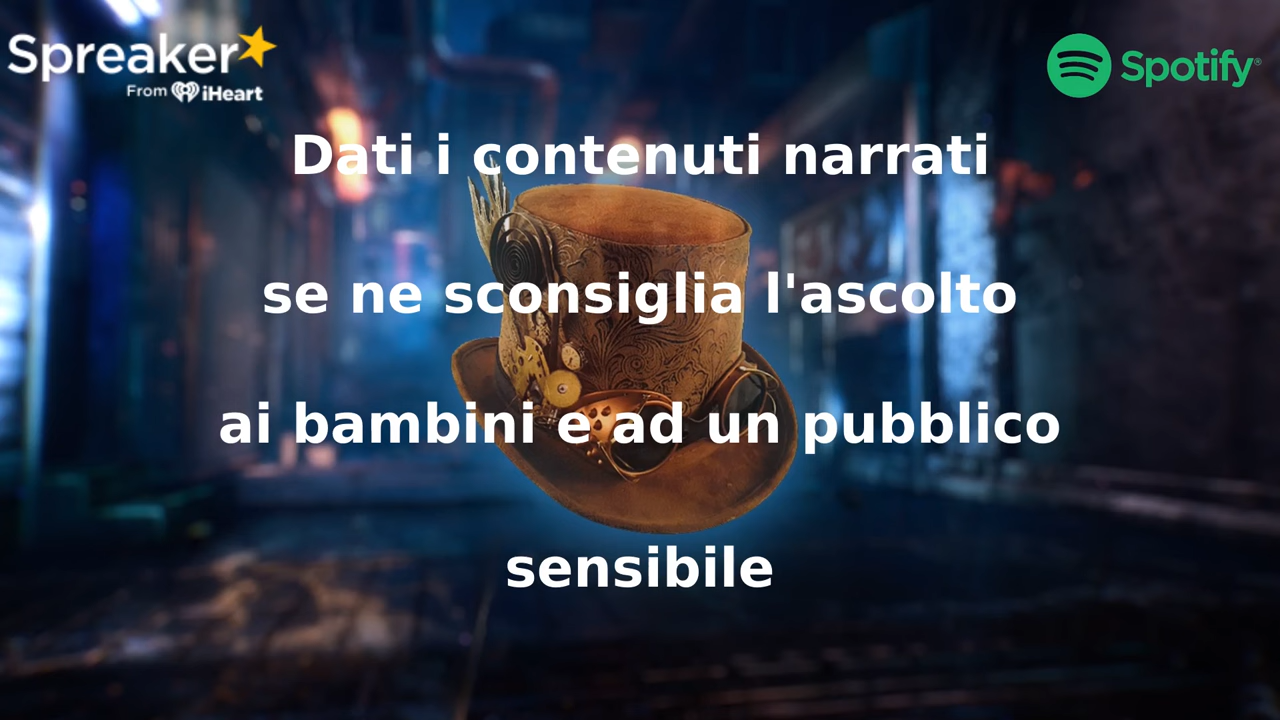 Spreaker
From iHeart
Spotify®
Dati i contenuti narrati
se ne sconsiglia l'ascolto
ai bambini e ad un pubblico
sensibile